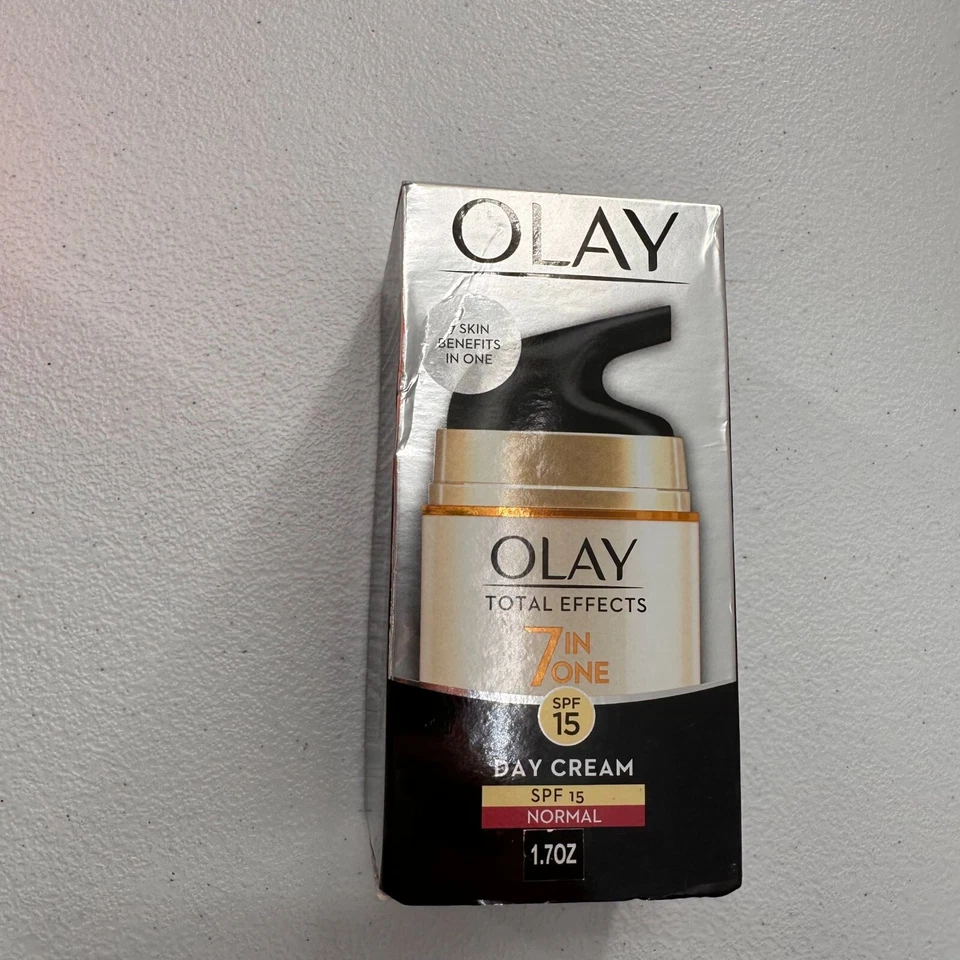 OLAY
7 SKIN
BENEFITS
IN ONE
OLAY
TOTAL EFFECTS
7 IN
ONE
SPF
15
DAY CREAM
SPF 15
NORMAL
1.7OZ